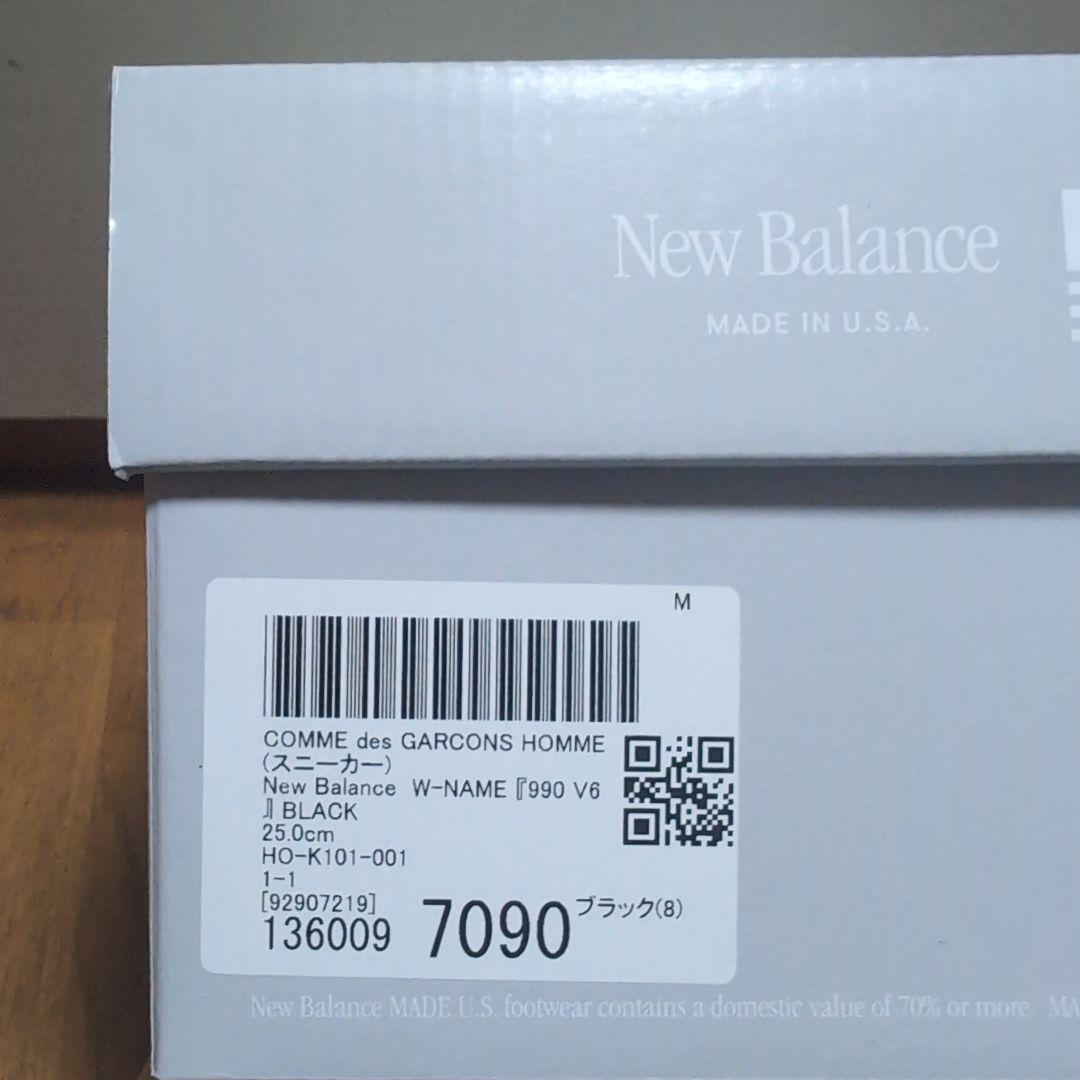 New Balance
MADE IN U.S.A.
M
COMME des GARCONS HOMME
(スニーカー)
New Balance W-NAME『990 V6
』BLACK
25.0cm
HO-K101-001
1-1
[92907219]
136009 7090 ブラック(8)
New Balance MADE U.S. footwear contains a domestic value of 70% or more. MA